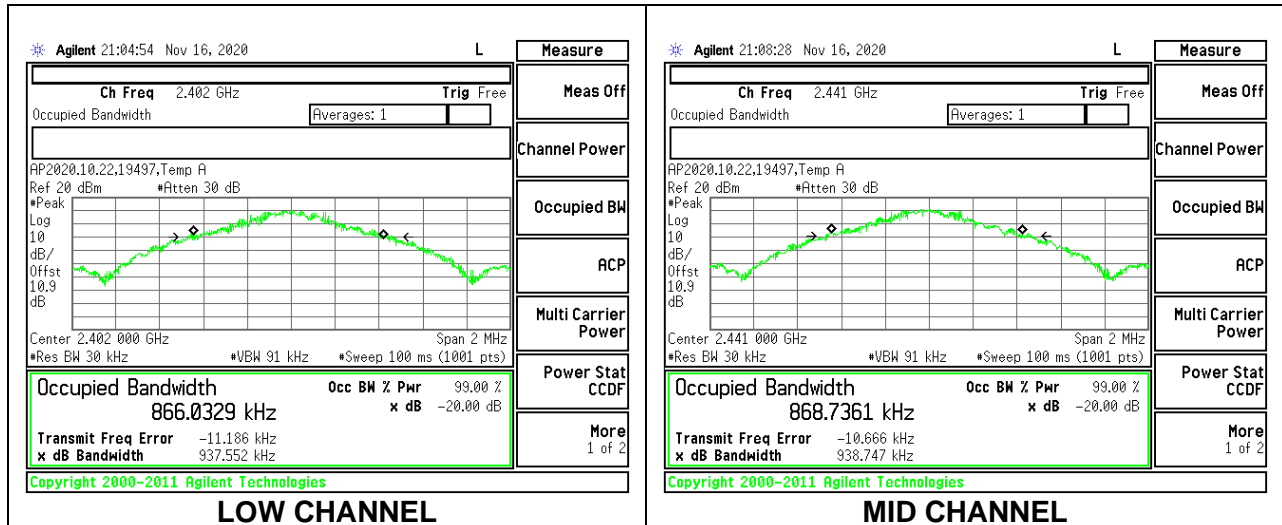 Agilent 21:04:54 Nov 16, 2020 L
Measure
Ch Freq 2.402 GHz Trig Free
Occupied Bandwidth Averages: 1
AP2020.10.22,19497,Temp A
Ref 20 dBm #Atten 30 dB
#Peak
Log
10
dB/
Offst
10.9
dB
Center 2.402 000 GHz Span 2 MHz
#Res BW 30 kHz #VBW 91 kHz #Sweep 100 ms (1001 pts)
Occupied Bandwidth Occ BW % Pwr 99.00 %
866.0329 kHz x dB -20.00 dB
Transmit Freq Error -11.186 kHz
x dB Bandwidth 937.552 kHz
Copyright 2000-2011 Agilent Technologies
Meas Off
Channel Power
Occupied BW
ACP
Multi Carrier
Power
Power Stat
CCDF
More
1 of 2
LOW CHANNEL
Agilent 21:08:28 Nov 16, 2020 L
Measure
Ch Freq 2.441 GHz Trig Free
Occupied Bandwidth Averages: 1
AP2020.10.22,19497,Temp A
Ref 20 dBm #Atten 30 dB
#Peak
Log
10
dB/
Offst
10.9
dB
Center 2.441 000 GHz Span 2 MHz
#Res BW 30 kHz #VBW 91 kHz #Sweep 100 ms (1001 pts)
Occupied Bandwidth Occ BW % Pwr 99.00 %
868.7361 kHz x dB -20.00 dB
Transmit Freq Error -10.666 kHz
x dB Bandwidth 938.747 kHz
Copyright 2000-2011 Agilent Technologies
Meas Off
Channel Power
Occupied BW
ACP
Multi Carrier
Power
Power Stat
CCDF
More
1 of 2
MID CHANNEL